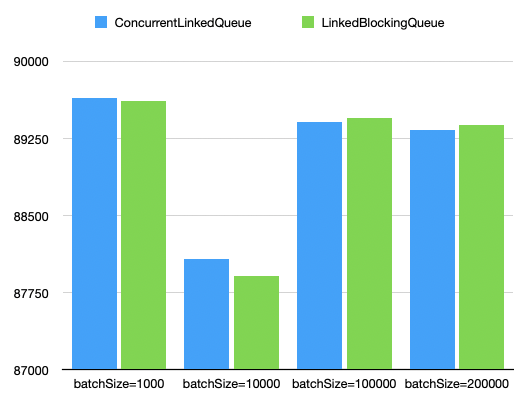 ConcurrentLinkedQueue LinkedBlockingQueue
90000
89250
88500
87750
87000
batchSize=1000 batchSize=10000 batchSize=100000 batchSize=200000